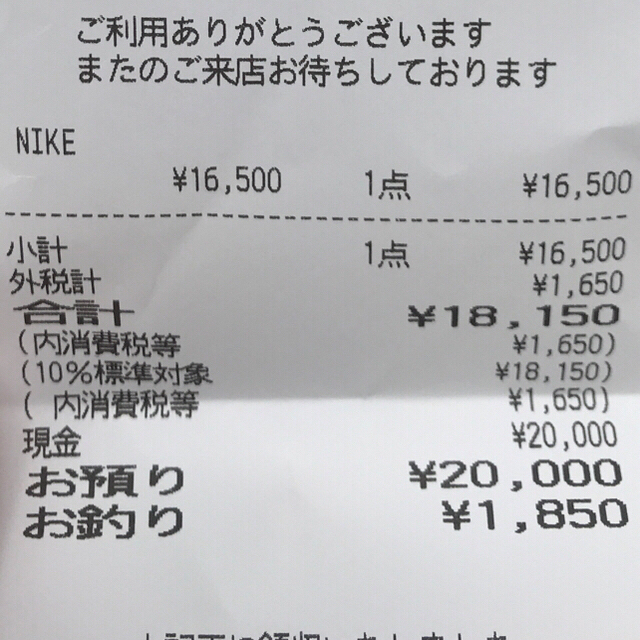 ご利用ありがとうございます
またのご来店お待ちしております
NIKE
¥16,500 1点 ¥16,500
小計 1点 ¥16,500
外税計 ¥1,650
合計 ¥18,150
(内消費税等 ¥1,650)
(10%標準対象 ¥18,150)
( 内消費税等 ¥1,650)
現金 ¥20,000
お預り ¥20,000
お釣り ¥1,850